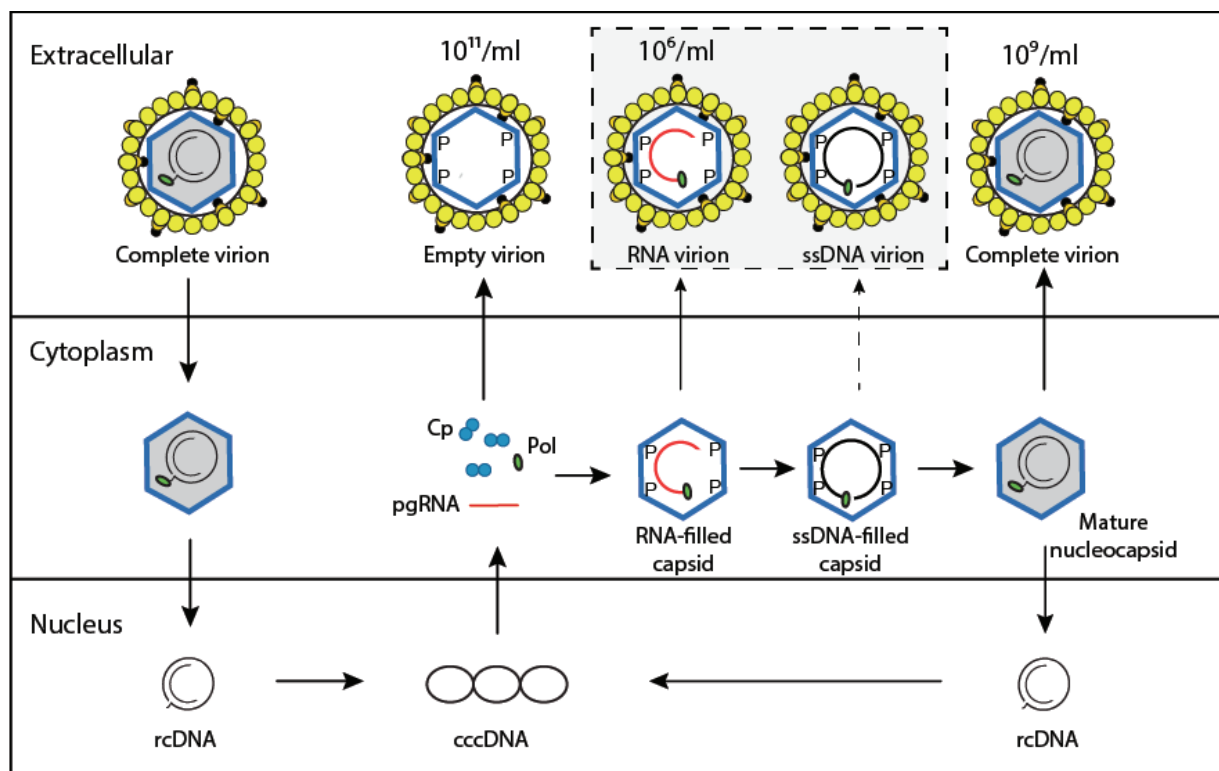 Extracellular
10¹¹/ml
10⁶/ml
10⁹/ml
P P
P P
P P
P P
P P
P P
Complete virion
Empty virion
RNA virion
ssDNA virion
Complete virion
Cytoplasm
Cp
Pol
pgRNA
P P
P P
P P
P P
RNA-filled
capsid
ssDNA-filled
capsid
Mature
nucleocapsid
Nucleus
rcDNA
cccDNA
rcDNA